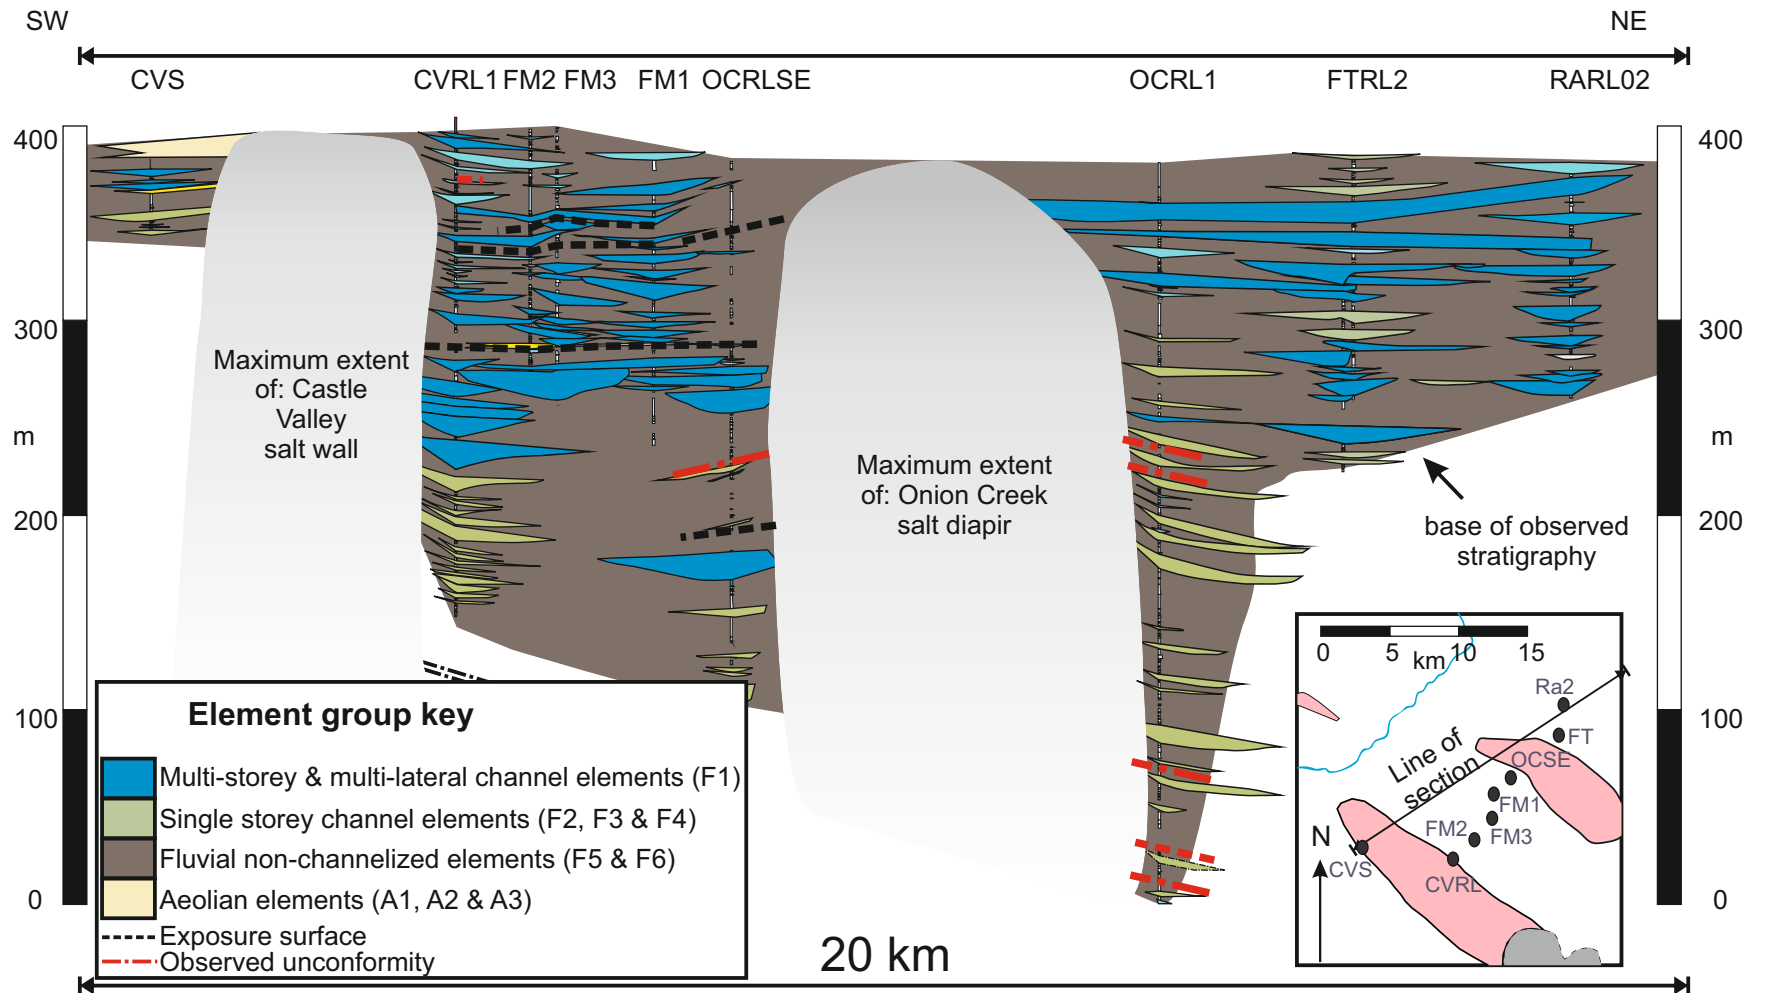 SW
NE
CVS
CVRL1
FM2
FM3
FM1
OCRLSE
OCRL1
FTRL2
RARL02
400
300
m
200
100
0
400
300
m
200
100
0
Maximum extent
of: Castle
Valley
salt wall
Maximum extent
of: Onion Creek
salt diapir
base of observed
stratigraphy
Element group key
Multi-storey & multi-lateral channel elements (F1)
Single storey channel elements (F2, F3 & F4)
Fluvial non-channelized elements (F5 & F6)
Aeolian elements (A1, A2 & A3)
Exposure surface
Observed unconformity
20 km
0
5
km
10
15
Ra2
FT
Line of
section
OCSE
FM1
FM2
FM3
N
CVS
CVRL